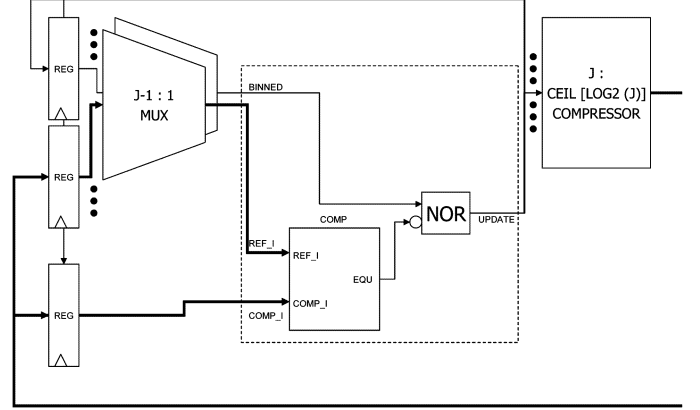 REG
J-1 : 1
MUX
BINNED
J :
CEIL [LOG2 (J)]
COMPRESSOR
REG
NOR
UPDATE
COMP
REF_I
REF_I
EQU
REG
COMP_I
COMP_I